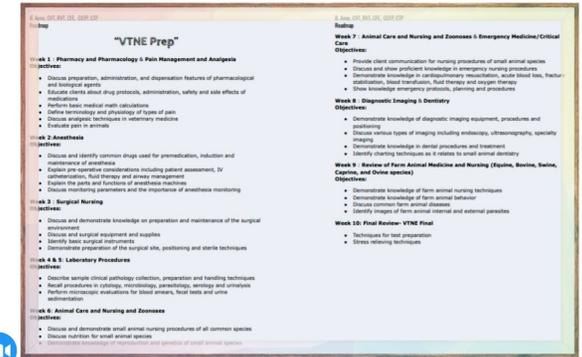 Roadmap
"VTNE Prep"
Week 1 : Pharmacy and Pharmacology & Pain Management and Analgesia
Objectives:
• Discuss preparation, administration, and dispensation features of pharmacological
and biological agents
• Educate clients about drug protocols, administration, safety and side effects of
medications
• Perform basic medical math calculations
• Define terminology and physiology of types of pain
• Discuss analgesic techniques in veterinary medicine
• Evaluate pain in animals
Week 2:Anesthesia
Objectives:
• Discuss and identify common drugs used for premedication, induction and
maintenance of anesthesia
• Explain pre-operative considerations including patient assessment, IV
catheterization, fluid therapy and airway management
• Explain the parts and functions of anesthesia machines
• Discuss monitoring parameters and the importance of anesthesia monitoring
Week 3 : Surgical Nursing
Objectives:
• Discuss and demonstrate knowledge on preparation and maintenance of the surgical
environment
• Discuss and surgical equipment and supplies
• Identify basic surgical instruments
• Demonstrate preparation of the surgical site, positioning and sterile techniques
Week 4 & 5: Laboratory Procedures
Objectives:
• Describe sample clinical pathology collection, preparation and handling techniques
• Recall procedures in cytology, microbiology, parasitology, serology and urinalysis
• Perform microscopic evaluations for blood smears, fecal tests and urine
sedimentation
Week 6: Animal Care and Nursing and Zoonoses
Objectives:
• Discuss and demonstrate small animal nursing procedures of all common species
• Discuss nutrition for small animal species
• Demonstrate knowledge of reproduction and genetics of small animal species
Roadmap
Week 7 : Animal Care and Nursing and Zoonoses & Emergency Medicine/Critical
Care
Objectives:
• Provide client communication for nursing procedures of small animal species
• Discuss and show proficient knowledge in emergency nursing procedures
• Demonstrate knowledge in cardiopulmonary resuscitation, acute blood loss, fracture
stabilization, blood transfusion, fluid therapy and oxygen therapy
• Show knowledge emergency protocols, planning and procedures
Week 8 : Diagnostic Imaging & Dentistry
Objectives:
• Demonstrate knowledge of diagnostic imaging equipment, procedures and
positioning
• Discuss various types of imaging including endoscopy, ultrasonography, specialty
imaging
• Demonstrate knowledge in dental procedures and treatment
• Identify charting techniques as it relates to small animal dentistry
Week 9 : Review of Farm Animal Medicine and Nursing (Equine, Bovine, Swine,
Caprine, and Ovine species)
Objectives:
• Demonstrate knowledge of farm animal nursing techniques
• Demonstrate knowledge of farm animal behavior
• Discuss common farm animal diseases
• Identify images of farm animal internal and external parasites
Week 10: Final Review- VTNE Final
• Techniques for test preparation
• Stress relieving techniques